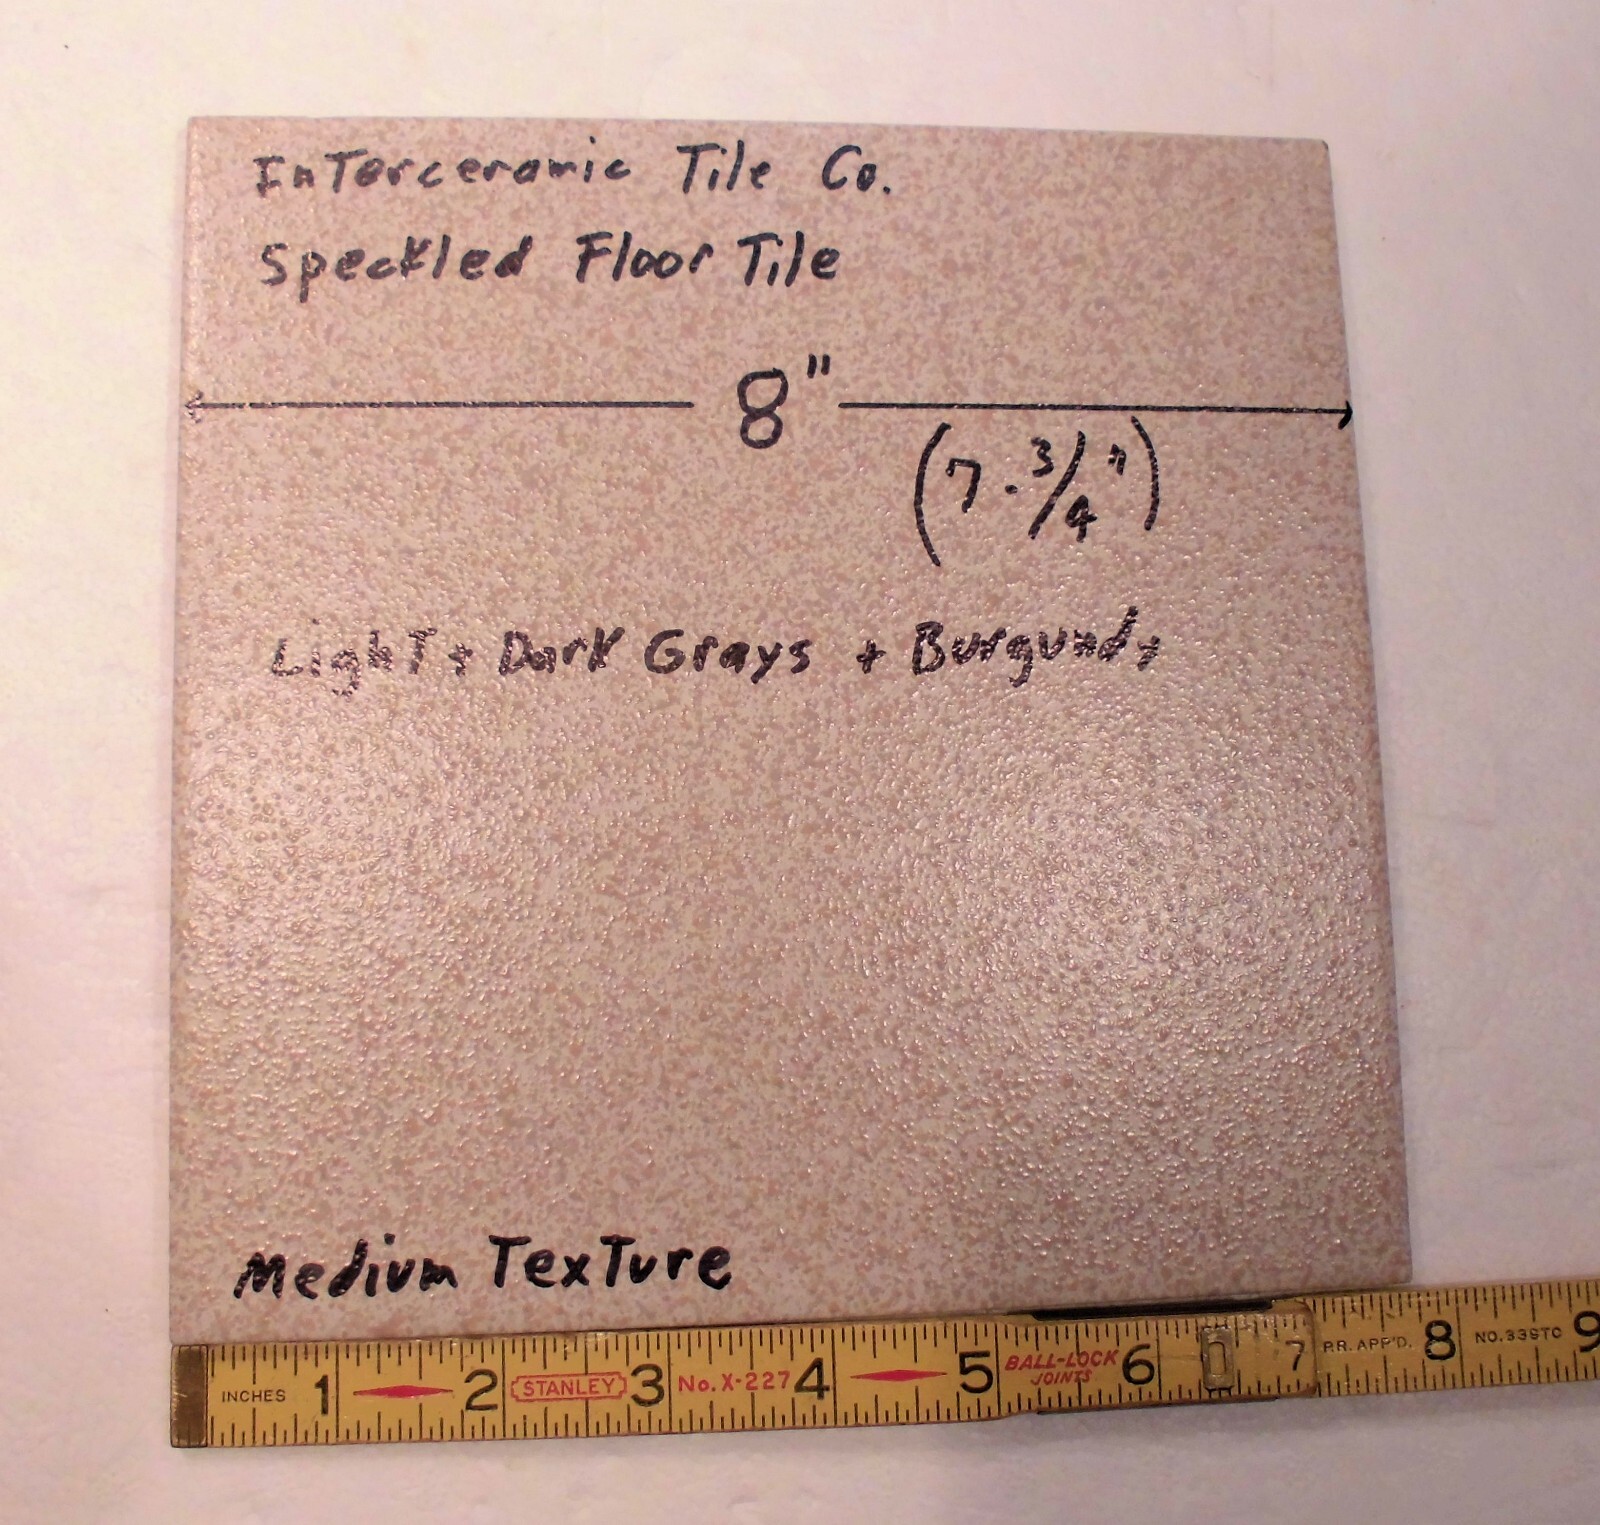 Interceramic Tile Co.
Speckled Floor Tile
8"
(7-3/4")
Light + Dark Grays + Burgundy
Medium Texture
INCHES 1 2 STANLEY 3 No. X-227 4 5 BALL-LOCK JOINTS 6 7 P.R. APP'D. 8 NO. 339TC 9